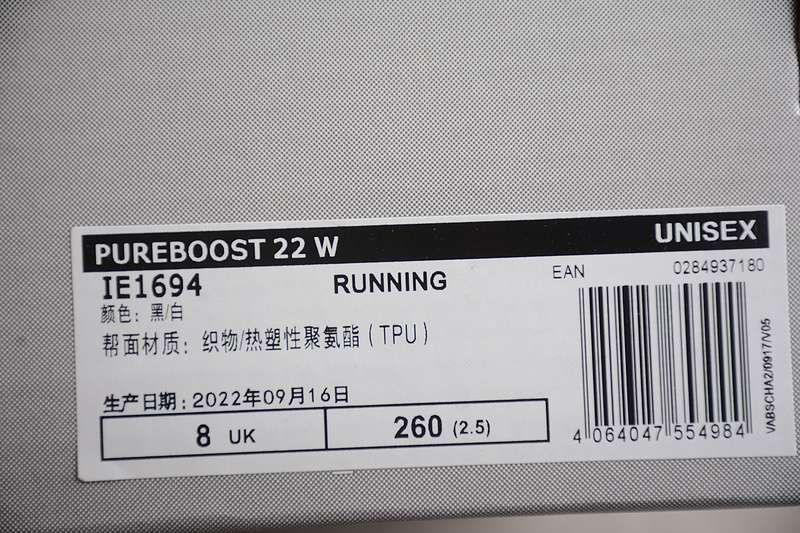 PUREBOOST 22 W
UNISEX
IE1694
RUNNING
EAN
0284937180
颜色：黑/白
帮面材质：织物/热塑性聚氨酯（TPU）
生产日期：2022年09月16日
8 UK
260 (2.5)
4 064047 554984
VABSCHA2/0917/V05